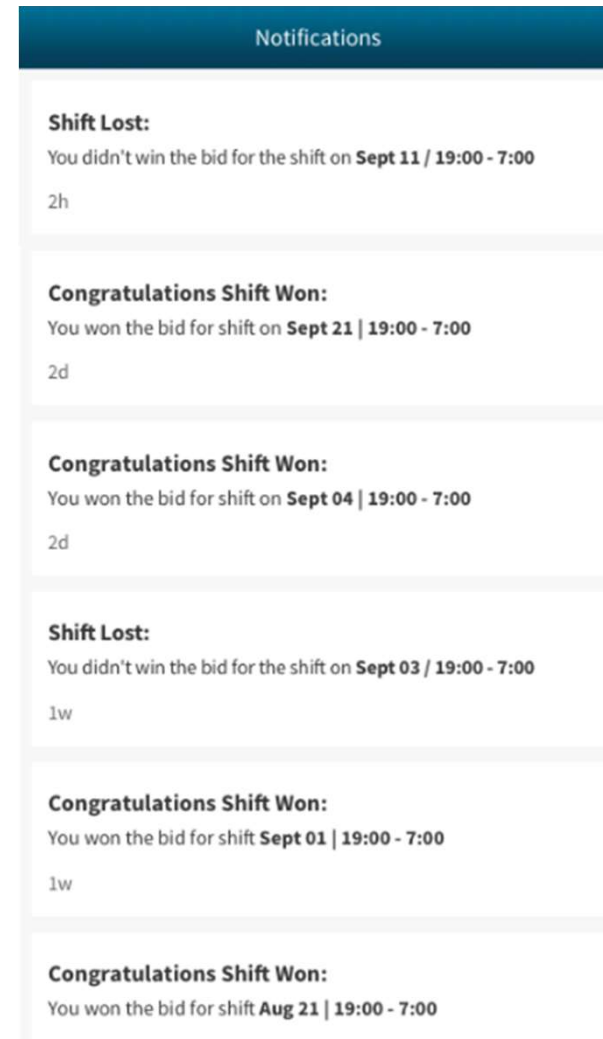 Notifications
Shift Lost:
You didn't win the bid for the shift on Sept 11 / 19:00 - 7:00
2h
Congratulations Shift Won:
You won the bid for shift on Sept 21 | 19:00 - 7:00
2d
Congratulations Shift Won:
You won the bid for shift on Sept 04 | 19:00 - 7:00
2d
Shift Lost:
You didn't win the bid for the shift on Sept 03 / 19:00 - 7:00
1w
Congratulations Shift Won:
You won the bid for shift Sept 01 | 19:00 - 7:00
1w
Congratulations Shift Won:
You won the bid for shift Aug 21 | 19:00 - 7:00